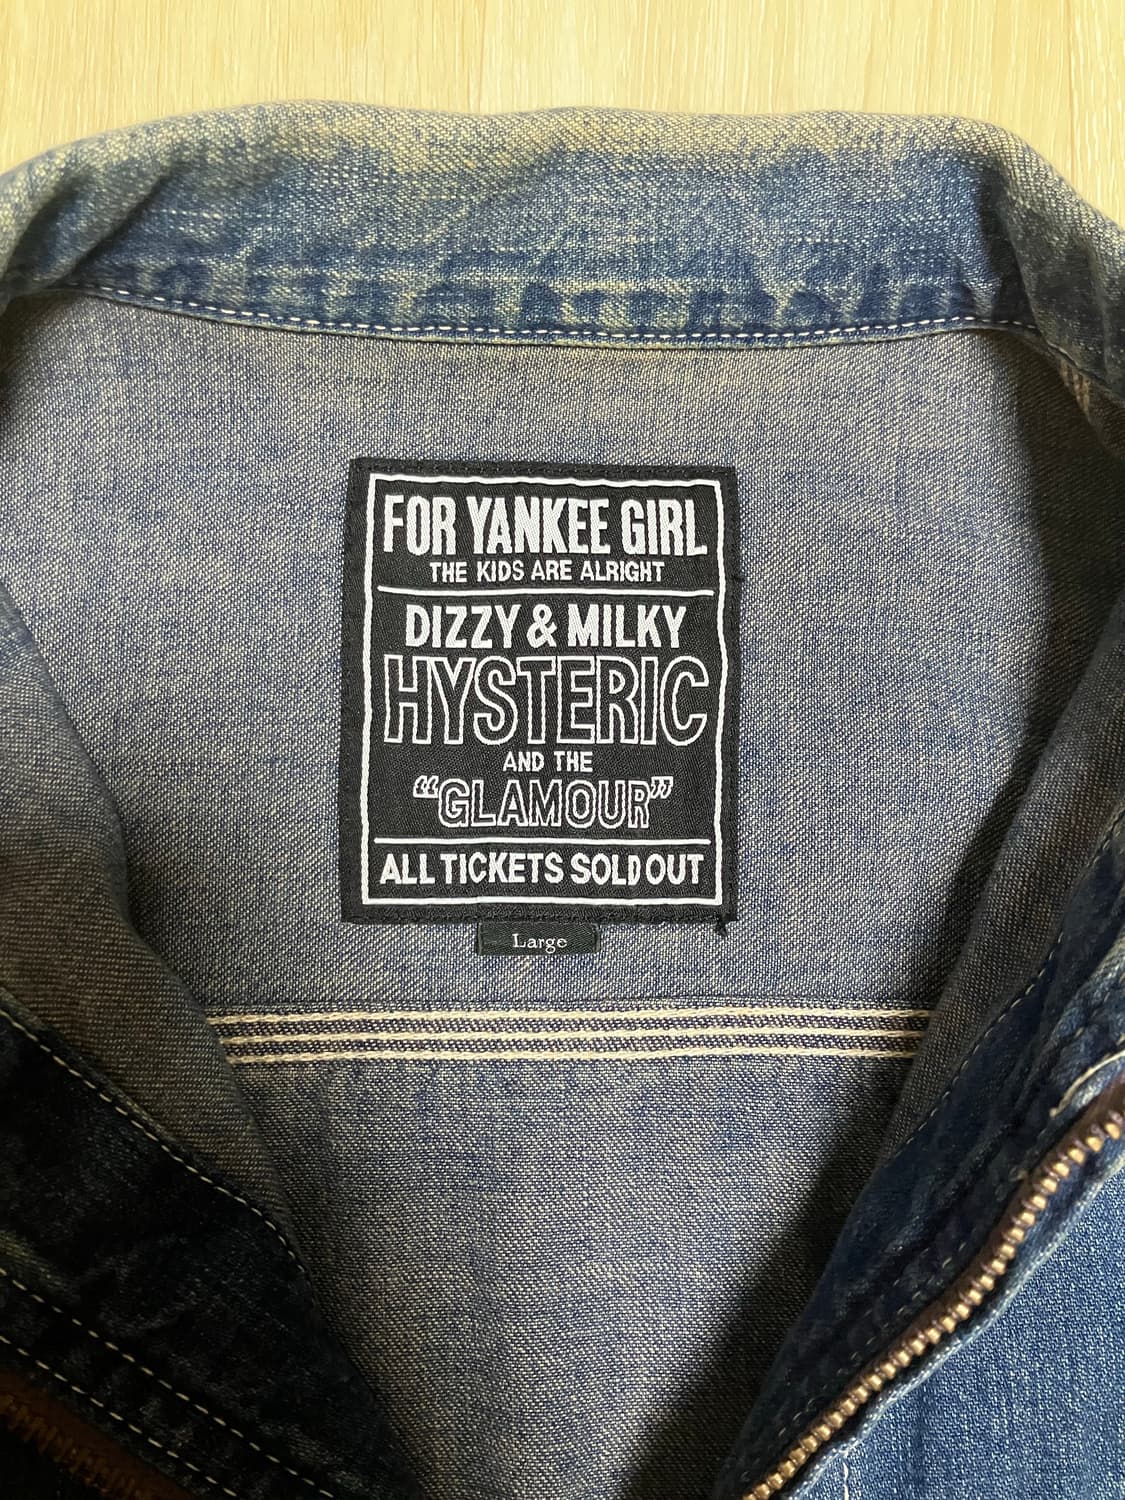 FOR YANKEE GIRL
THE KIDS ARE ALRIGHT
DIZZY & MILKY
HYSTERIC
AND THE
“GLAMOUR”
ALL TICKETS SOLD OUT
Large